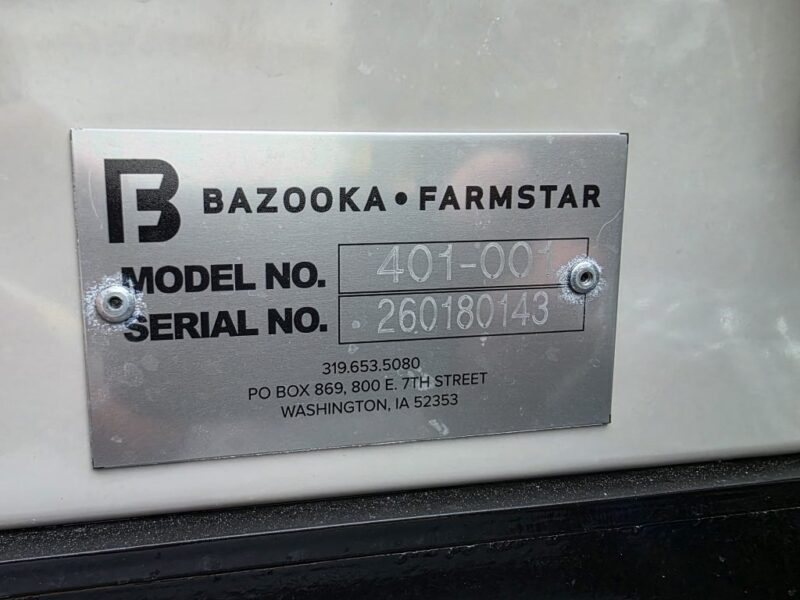 B BAZOOKA • FARMSTAR
MODEL NO. 401-001
SERIAL NO. 260180143
319.653.5080
PO BOX 869, 800 E. 7TH STREET
WASHINGTON, IA 52353